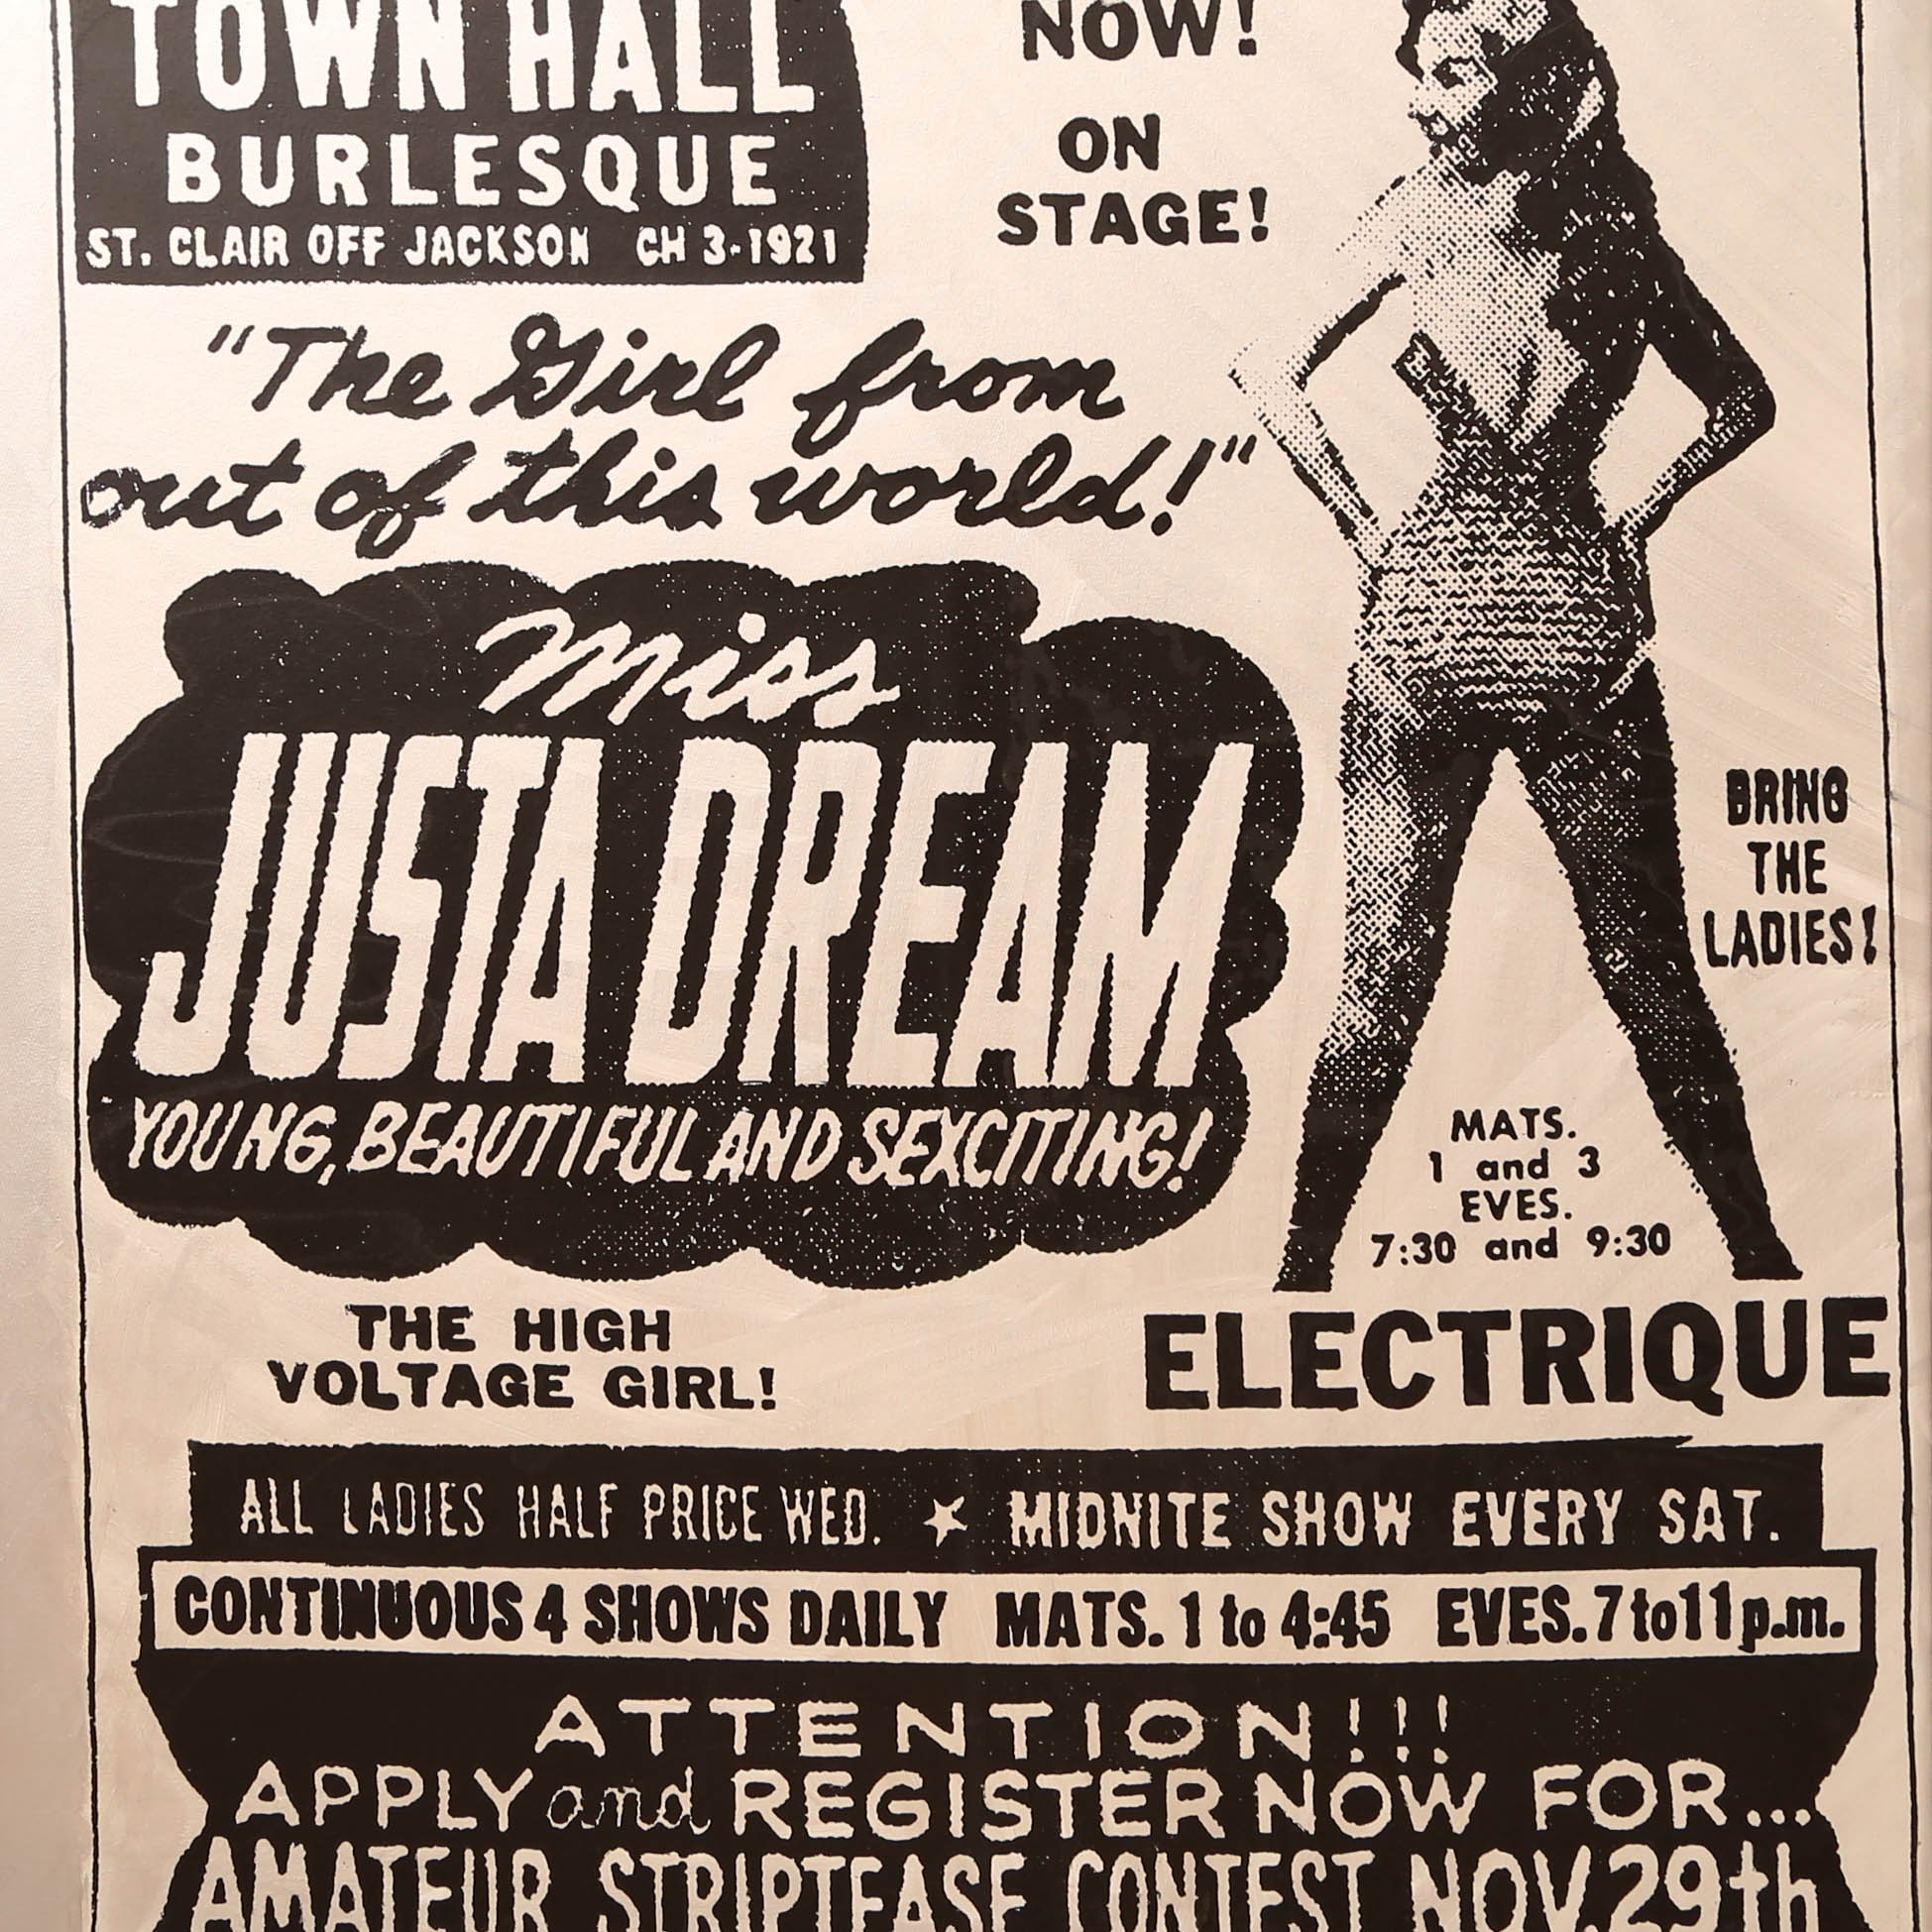 TOWN HALL
BURLESQUE
ST. CLAIR OFF JACKSON CH 3-1921
NOW!
ON
STAGE!
"The Girl from
out of this world!"
Miss
JUSTA DREAM
YOUNG, BEAUTIFUL AND SEXCITING!
BRING
THE
LADIES!
MATS.
1 and 3
EVES.
7:30 and 9:30
THE HIGH
VOLTAGE GIRL!
ELECTRIQUE
ALL LADIES HALF PRICE WED. ★ MIDNITE SHOW EVERY SAT.
CONTINUOUS 4 SHOWS DAILY MATS. 1 to 4:45 EVES. 7 to 11 p.m.
ATTENTION!!!
APPLY and REGISTER NOW FOR...
AMATEUR STRIPTEASE CONTEST NOV. 29th